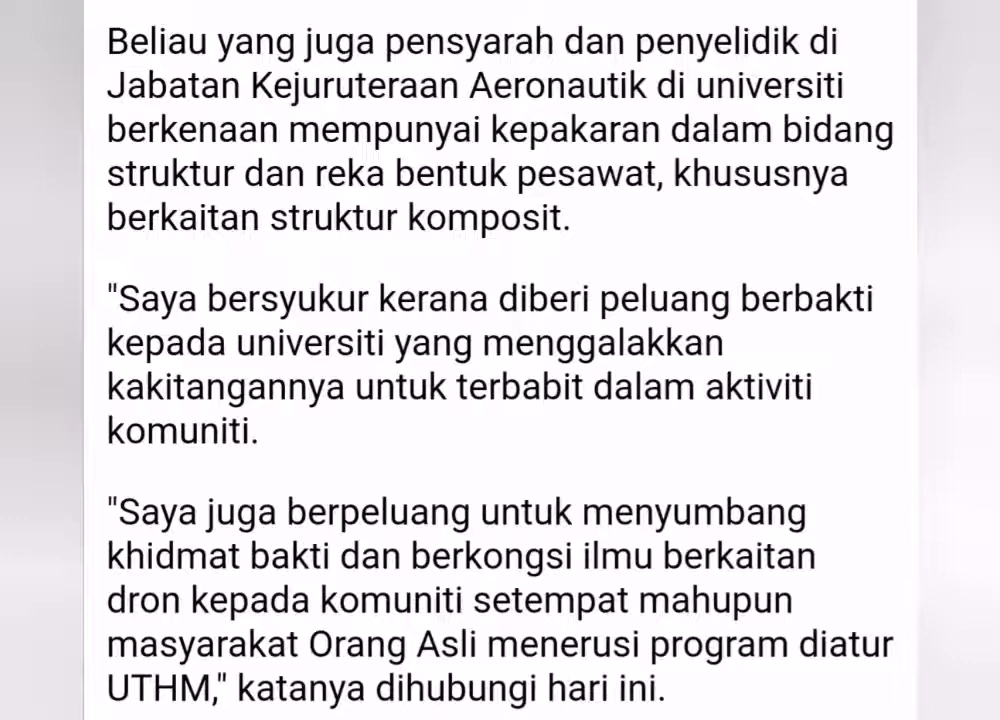 Beliau yang juga pensyarah dan penyelidik di
Jabatan Kejuruteraan Aeronautik di universiti
berkenaan mempunyai kepakaran dalam bidang
struktur dan reka bentuk pesawat, khususnya
berkaitan struktur komposit.
"Saya bersyukur kerana diberi peluang berbakti
kepada universiti yang menggalakkan
kakitangannya untuk terbabit dalam aktiviti
komuniti.
"Saya juga berpeluang untuk menyumbang
khidmat bakti dan berkongsi ilmu berkaitan
dron kepada komuniti setempat mahupun
masyarakat Orang Asli menerusi program diatur
UTHM," katanya dihubungi hari ini.